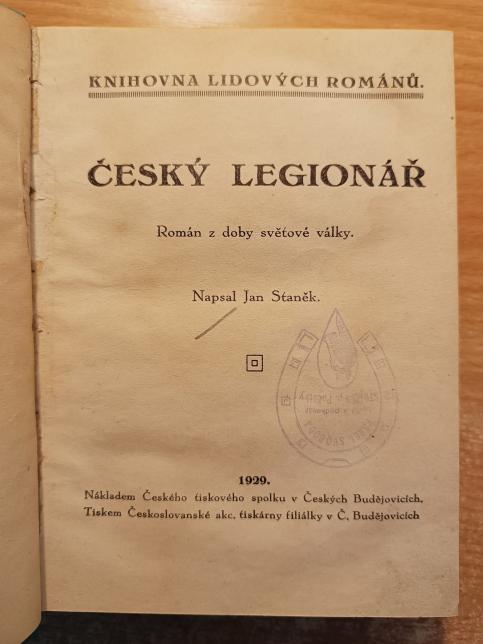 KNIHOVNA LIDOVÝCH ROMÁNŮ.
ČESKÝ LEGIONÁŘ
Román z doby světové války.
Napsal Jan Staněk.
1929.
Nákladem Českého tiskového spolku v Českých Budějovicích.
Tiskem Českoslovanské akc. tiskárny filiálky v Č. Budějovicích